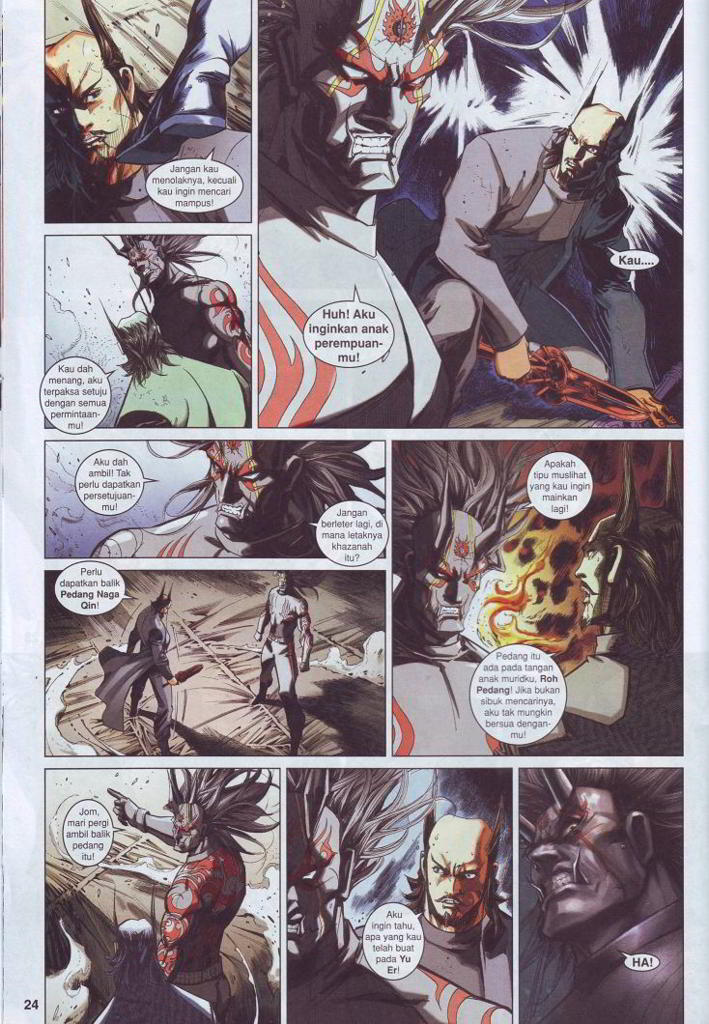 Jangan kau
menolaknya, kecuali
kau ingin mencari
mampus!
Kau....
Huh! Aku
inginkan anak
perempuan-
mu!
Kau dah
menang, aku
terpaksa setuju
dengan semua
permintaan-
mu!
Aku dah
ambil! Tak
perlu dapatkan
persetujuan-
mu!
Jangan
berleter lagi, di
mana letaknya
khazanah
itu?
Perlu
dapatkan balik
Pedang Naga
Qin!
Apakah
tipu muslihat
yang kau ingin
mainkan
lagi!
Pedang itu
ada pada tangan
anak muridku, Roh
Pedang! Jika bukan
sibuk mencarinya,
aku tak mungkin
bersua dengan-
mu!
Jom,
mari pergi
ambil balik
pedang
itu!
Aku
ingin tahu,
apa yang kau
telah buat
pada Yu
Er!
HA!
24